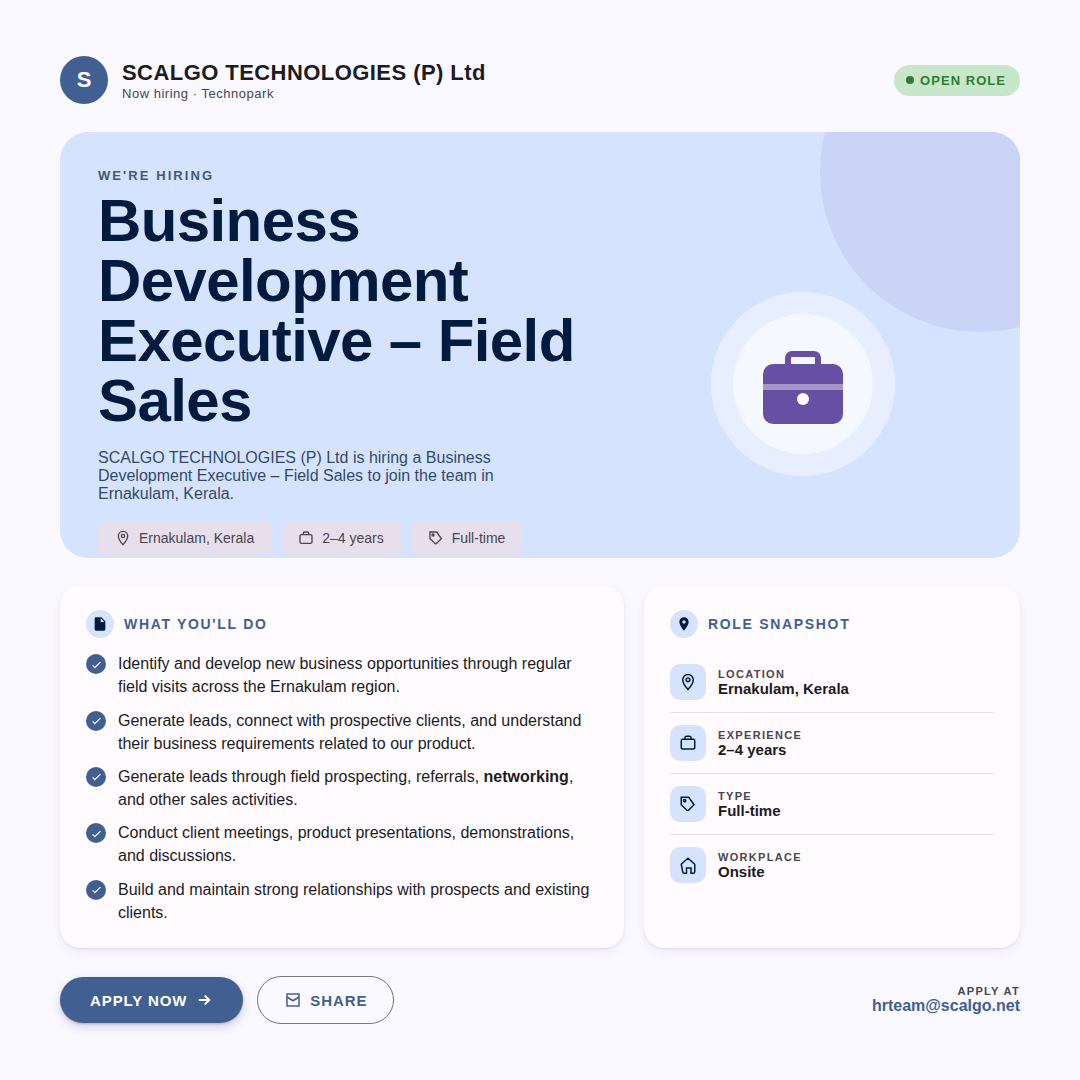 S
SCALGO TECHNOLOGIES (P) Ltd
Now hiring · Technopark
OPEN ROLE
WE'RE HIRING
Business
Development
Executive – Field
Sales
SCALGO TECHNOLOGIES (P) Ltd is hiring a Business
Development Executive – Field Sales to join the team in
Ernakulam, Kerala.
Ernakulam, Kerala
2–4 years
Full-time
WHAT YOU'LL DO
Identify and develop new business opportunities through regular
field visits across the Ernakulam region.
Generate leads, connect with prospective clients, and understand
their business requirements related to our product.
Generate leads through field prospecting, referrals, networking,
and other sales activities.
Conduct client meetings, product presentations, demonstrations,
and discussions.
Build and maintain strong relationships with prospects and existing
clients.
ROLE SNAPSHOT
LOCATION
Ernakulam, Kerala
EXPERIENCE
2–4 years
TYPE
Full-time
WORKPLACE
Onsite
APPLY NOW
SHARE
APPLY AT
hrteam@scalgo.net